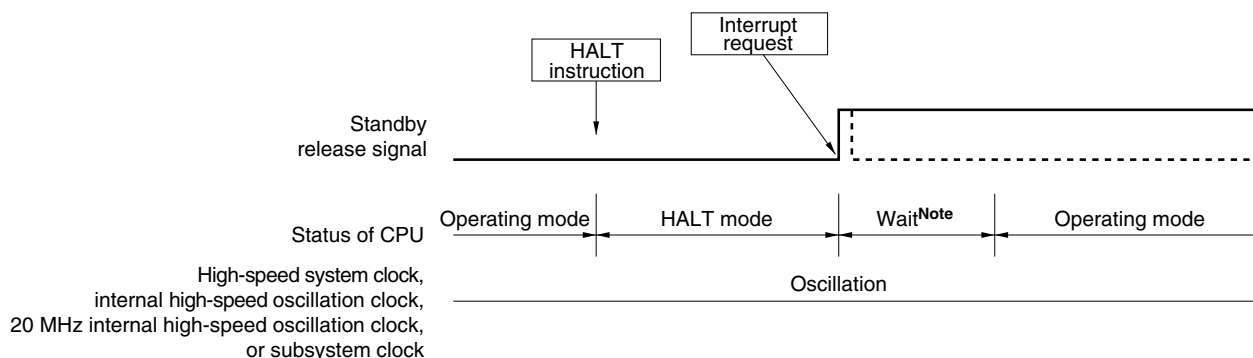 Interrupt
request
HALT
instruction
Standby
release signal
Status of CPU
Operating mode
HALT mode
WaitNote
Operating mode
High-speed system clock,
internal high-speed oscillation clock,
20 MHz internal high-speed oscillation clock,
or subsystem clock
Oscillation